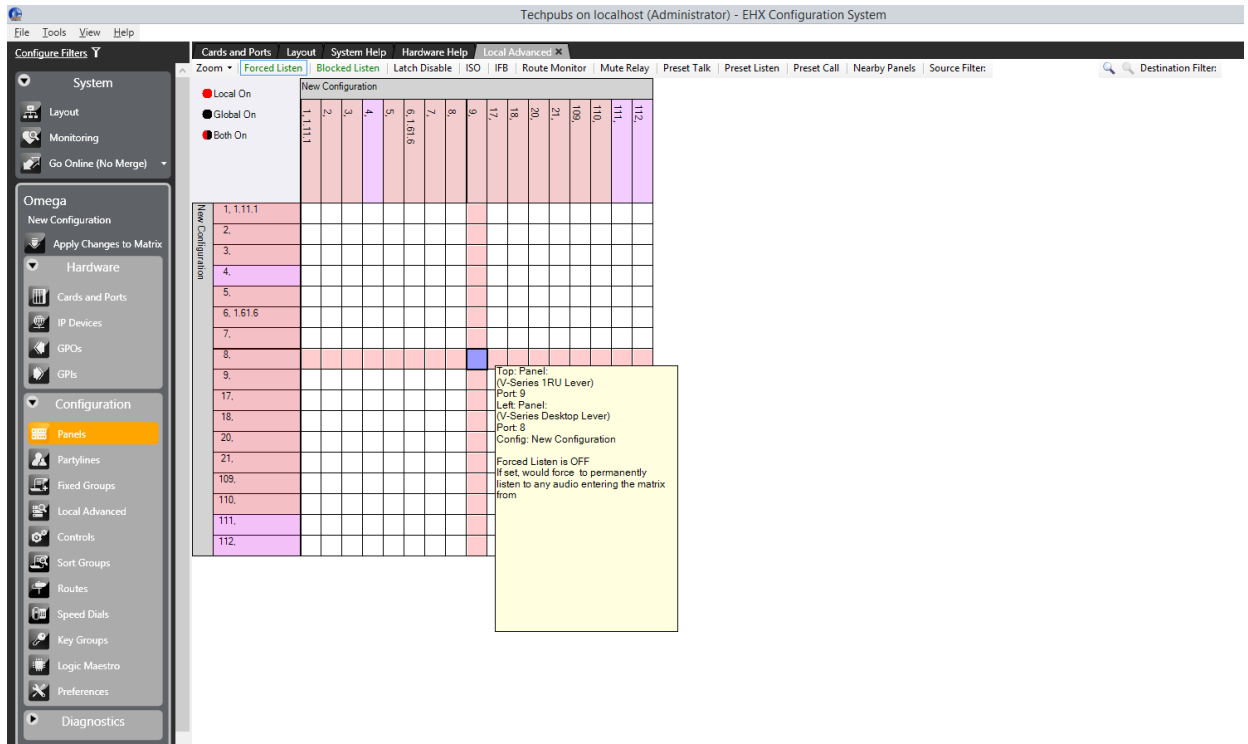 Techpubs on localhost (Administrator) - EHX Configuration System
File Tools View Help
Configure Filters
Cards and Ports Layout System Help Hardware Help Local Advanced ×
Zoom Forced Listen Blocked Listen Latch Disable ISO IFB Route Monitor Mute Relay Preset Talk Preset Listen Preset Call Nearby Panels Source Filter: Destination Filter:
System
Layout
Monitoring
Go Online (No Merge)
Omega
New Configuration
Apply Changes to Matrix
Hardware
Cards and Ports
IP Devices
GPOs
GPIs
Configuration
Panels
Partylines
Fixed Groups
Local Advanced
Controls
Sort Groups
Routes
Speed Dials
Key Groups
Logic Maestro
Preferences
Diagnostics
Local On
Global On
Both On
New Configuration
1, 1.11.1
2,
3,
4,
5,
6, 1.61.6
7,
8,
9,
17,
18,
20,
21,
109,
110,
111,
112,
New Configuration
1, 1.11.1
2,
3,
4,
5,
6, 1.61.6
7,
8,
9,
17,
18,
20,
21,
109,
110,
111,
112,
Top: Panel:
(V-Series 1RU Lever)
Port: 9
Left: Panel:
(V-Series Desktop Lever)
Port: 8
Config: New Configuration
Forced Listen is OFF
If set, would force to permanently
listen to any audio entering the matrix
from